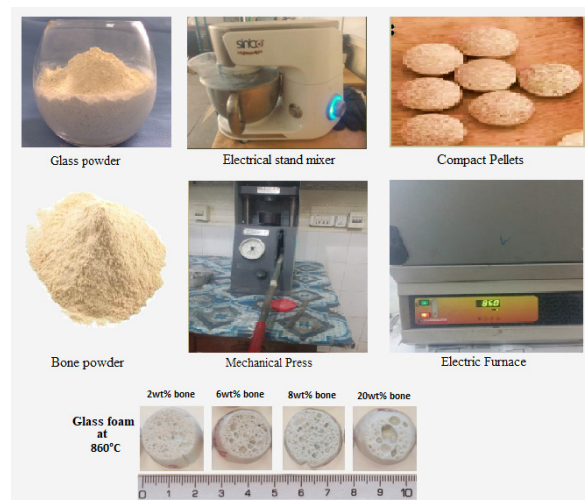 sinbo
Glass powder
Electrical stand mixer
Compact Pellets
850
Bone powder
Mechanical Press
Electric Furnace
2wt% bone
6wt% bone
8wt% bone
20wt% bone
Glass foam
at
860°C
0 1 2 3 4 5 6 7 8 9 10